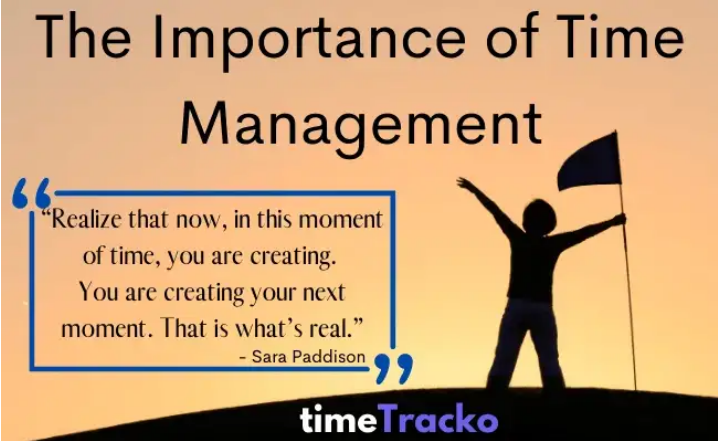 The Importance of Time
Management
“Realize that now, in this moment
of time, you are creating.
You are creating your next
moment. That is what’s real.”
- Sara Paddison
timeTracko